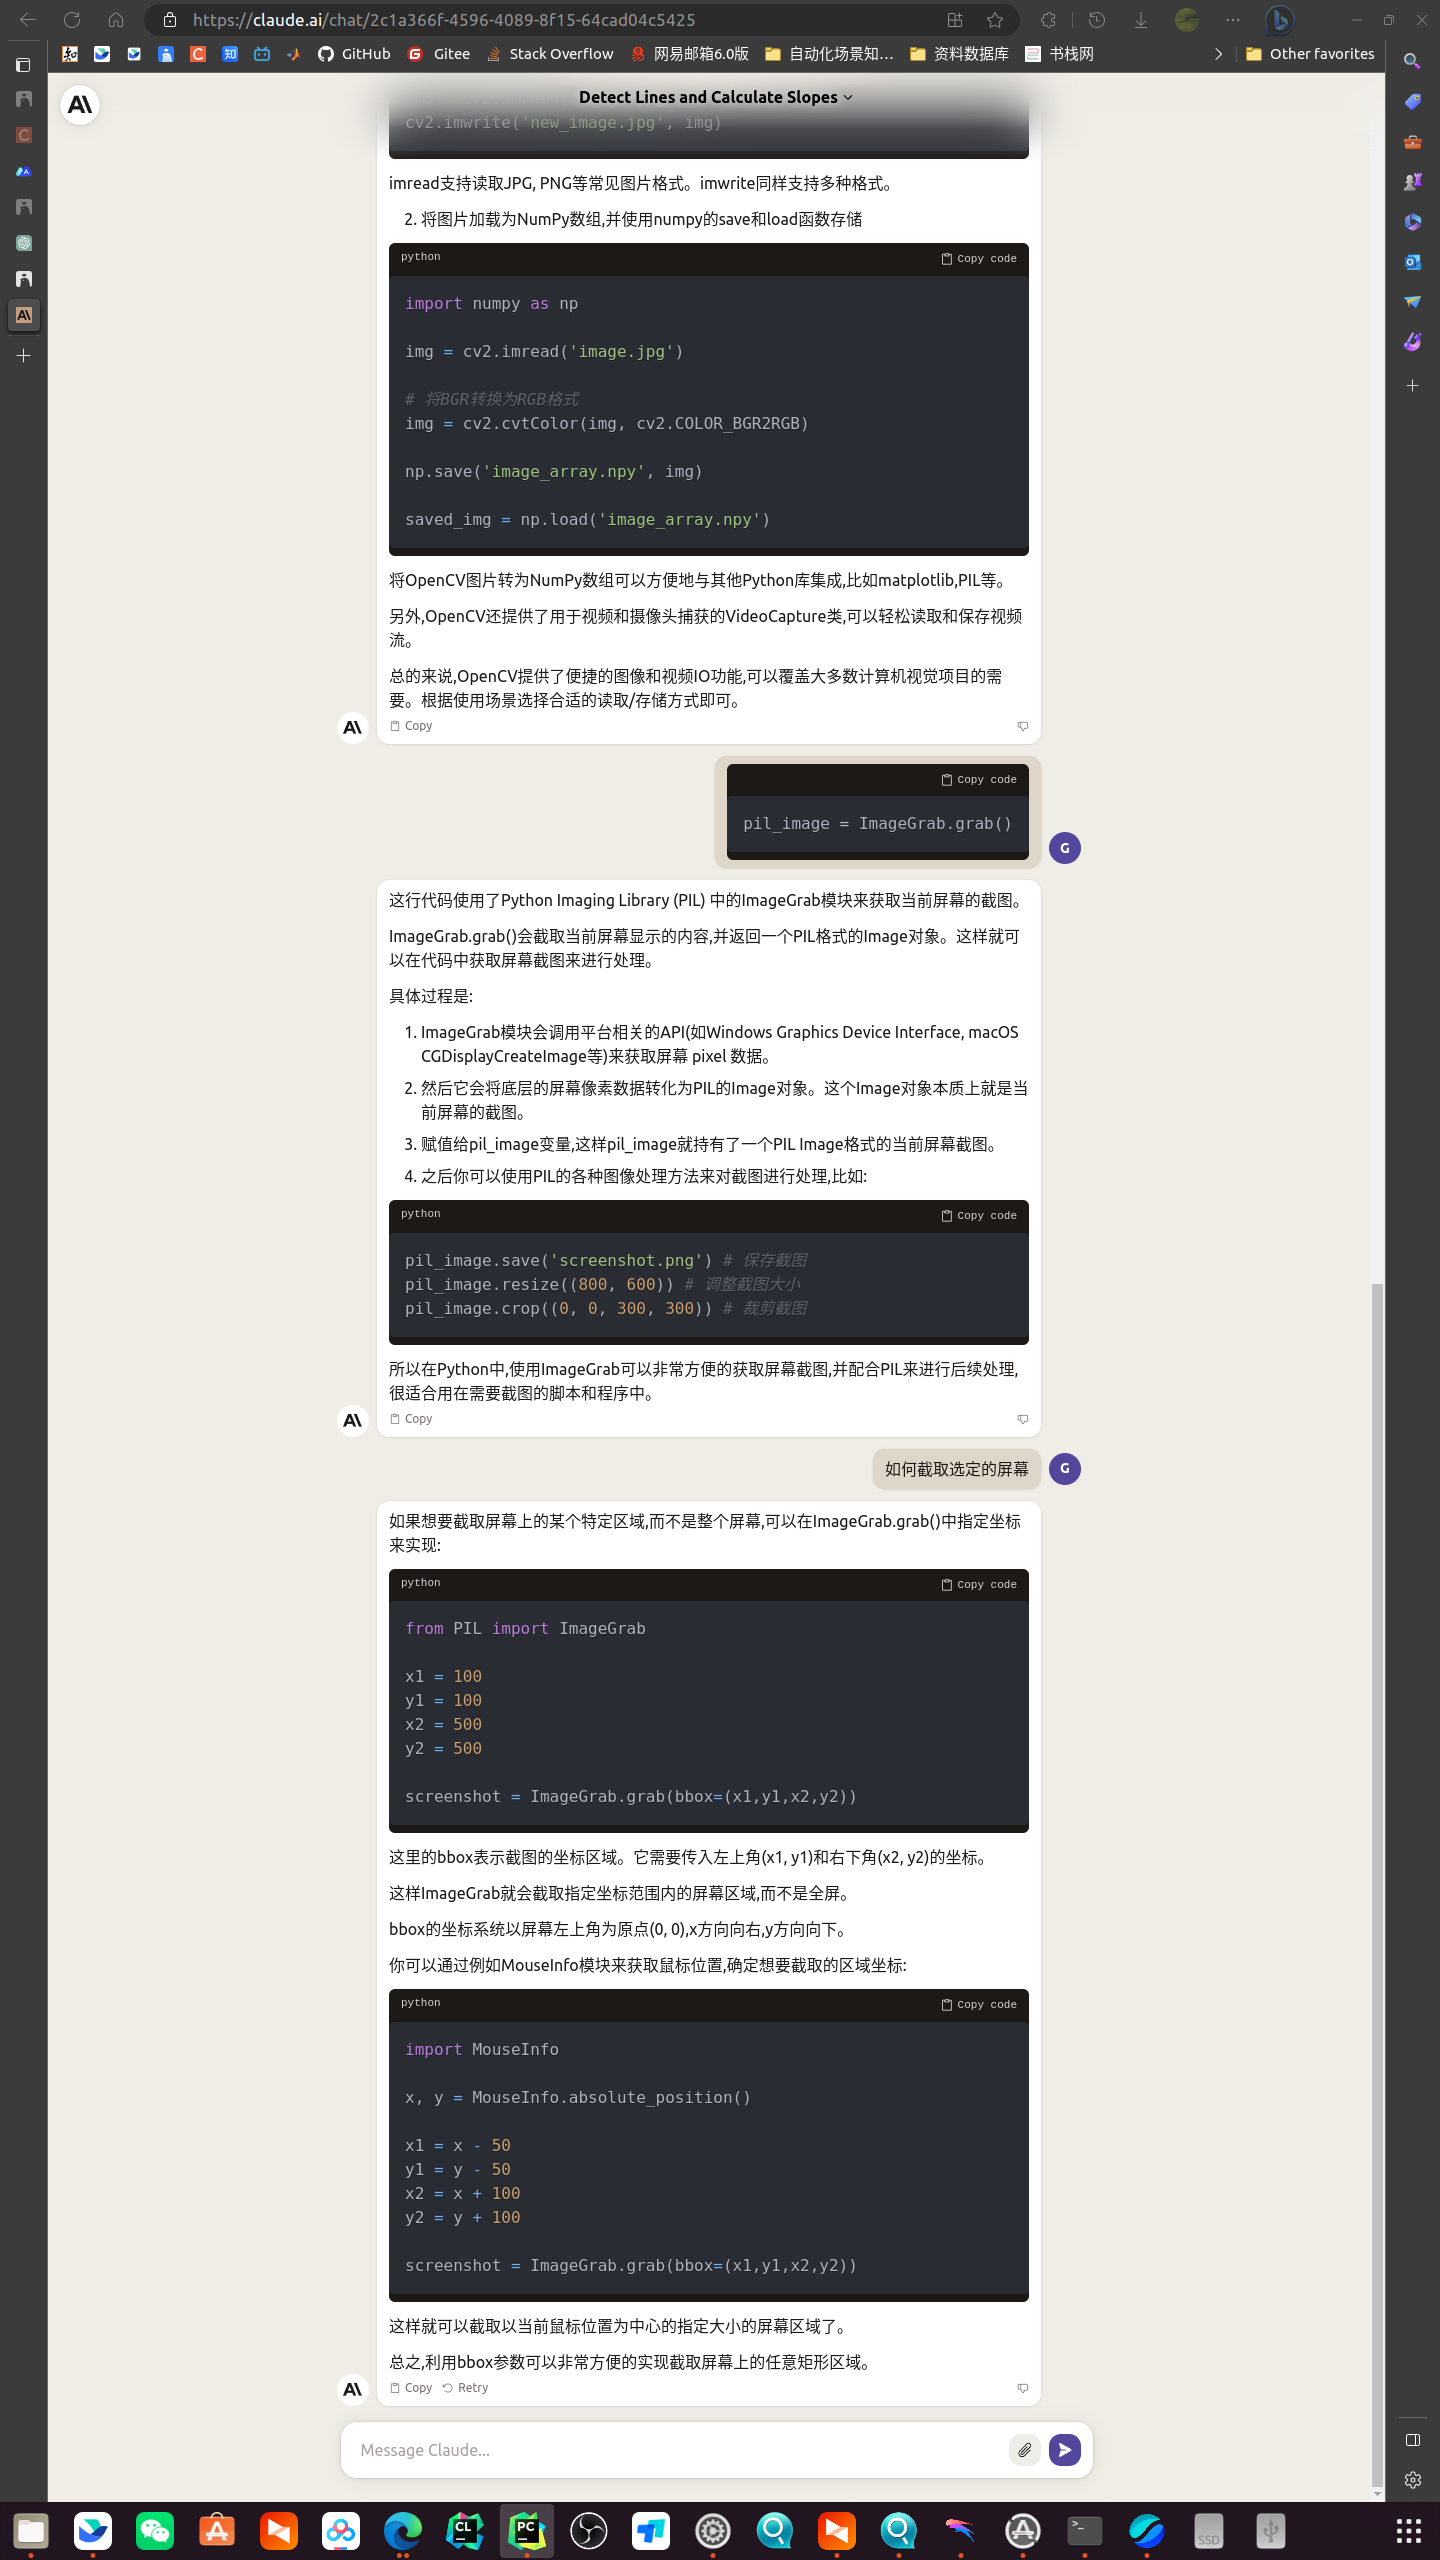 https://claude.ai/chat/2c1a366f-4596-4089-8f15-64cad04c5425
GitHub
Gitee
Stack Overflow
网易邮箱6.0版
自动化场景知...
资料数据库
书栈网
Other favorites
Detect Lines and Calculate Slopes
cv2.imwrite('new_image.jpg', img)
imread支持读取JPG, PNG等常见图片格式。imwrite同样支持多种格式。
2. 将图片加载为NumPy数组,并使用numpy的save和load函数存储
python
Copy code
import numpy as np
img = cv2.imread('image.jpg')
# 将BGR转换为RGB格式
img = cv2.cvtColor(img, cv2.COLOR_BGR2RGB)
np.save('image_array.npy', img)
saved_img = np.load('image_array.npy')
将OpenCV图片转为NumPy数组可以方便地与其他Python库集成,比如matplotlib,PIL等。
另外,OpenCV还提供了用于视频和摄像头捕获的VideoCapture类,可以轻松读取和保存视频
流。
总的来说,OpenCV提供了便捷的图像和视频IO功能,可以覆盖大多数计算机视觉项目的需
要。根据使用场景选择合适的读取/存储方式即可。
Copy
Copy code
pil_image = ImageGrab.grab()
G
这行代码使用了Python Imaging Library (PIL) 中的ImageGrab模块来获取当前屏幕的截图。
ImageGrab.grab()会截取当前屏幕显示的内容,并返回一个PIL格式的Image对象。这样就可
以在代码中获取屏幕截图来进行处理。
具体过程是:
1. ImageGrab模块会调用平台相关的API(如Windows Graphics Device Interface, macOS
CGDisplayCreateImage等)来获取屏幕 pixel 数据。
2. 然后它会将底层的屏幕像素数据转化为PIL的Image对象。这个Image对象本质上就是当
前屏幕的截图。
3. 赋值给pil_image变量,这样pil_image就持有了一个PIL Image格式的当前屏幕截图。
4. 之后你可以使用PIL的各种图像处理方法来对截图进行处理,比如:
python
Copy code
pil_image.save('screenshot.png') # 保存截图
pil_image.resize((800, 600)) # 调整截图大小
pil_image.crop((0, 0, 300, 300)) # 裁剪截图
所以在Python中,使用ImageGrab可以非常方便的获取屏幕截图,并配合PIL来进行后续处理,
很适合用在需要截图的脚本和程序中。
Copy
如何截取选定的屏幕
G
如果想要截取屏幕上的某个特定区域,而不是整个屏幕,可以在ImageGrab.grab()中指定坐标
来实现:
python
Copy code
from PIL import ImageGrab
x1 = 100
y1 = 100
x2 = 500
y2 = 500
screenshot = ImageGrab.grab(bbox=(x1,y1,x2,y2))
这里的bbox表示截图的坐标区域。它需要传入左上角(x1, y1)和右下角(x2, y2)的坐标。
这样ImageGrab就会截取指定坐标范围内的屏幕区域,而不是全屏。
bbox的坐标系统以屏幕左上角为原点(0, 0),x方向向右,y方向向下。
你可以通过例如MouseInfo模块来获取鼠标位置,确定想要截取的区域坐标:
python
Copy code
import MouseInfo
x, y = MouseInfo.absolute_position()
x1 = x - 50
y1 = y - 50
x2 = x + 100
y2 = y + 100
screenshot = ImageGrab.grab(bbox=(x1,y1,x2,y2))
这样就可以截取以当前鼠标位置为中心的指定大小的屏幕区域了。
总之,利用bbox参数可以非常方便的实现截取屏幕上的任意矩形区域。
Copy
Retry
Message Claude...
CL
PC
SSD